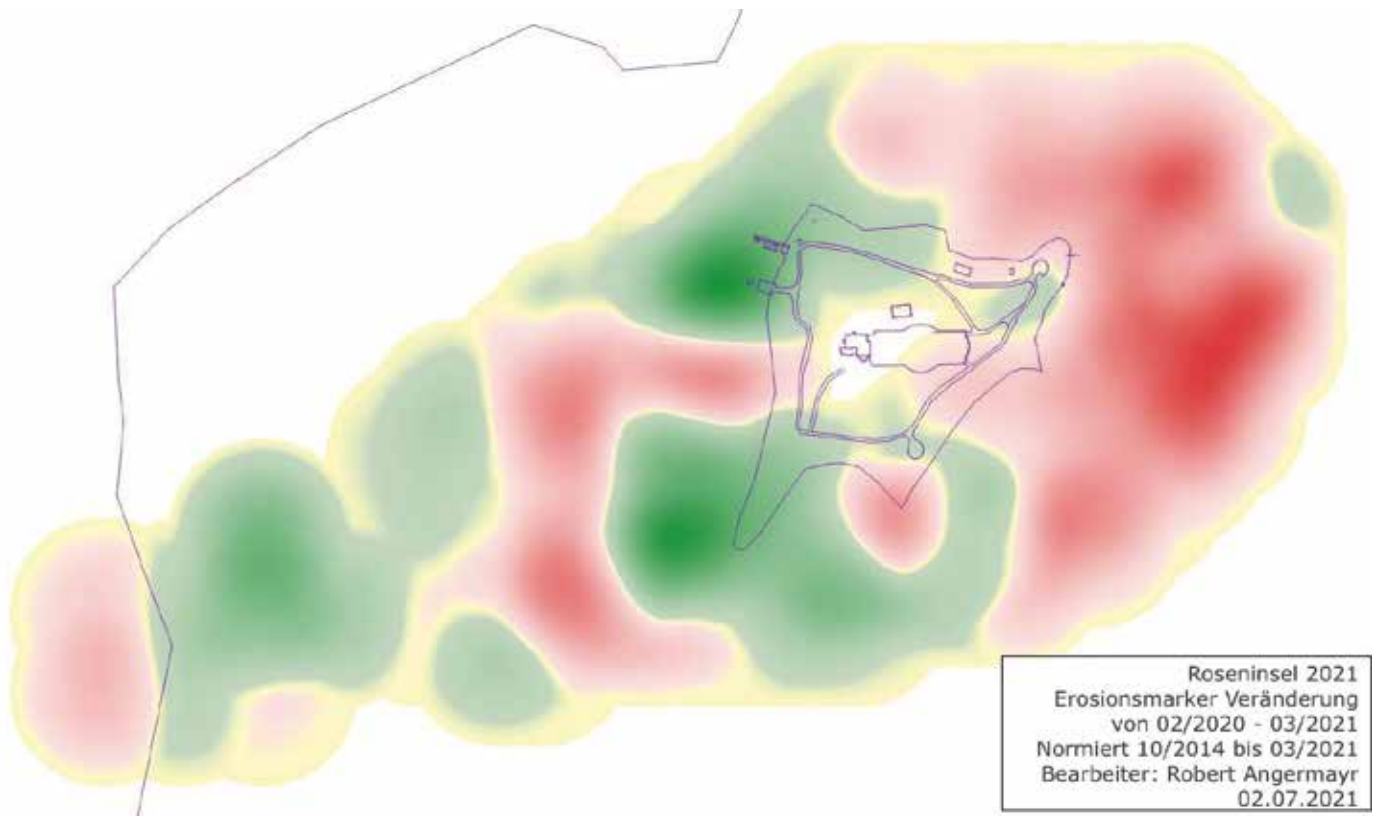 Roseninsel 2021
Erosionsmarker Veränderung
von 02/2020 - 03/2021
Normiert 10/2014 bis 03/2021
Bearbeiter: Robert Angermayr
02.07.2021